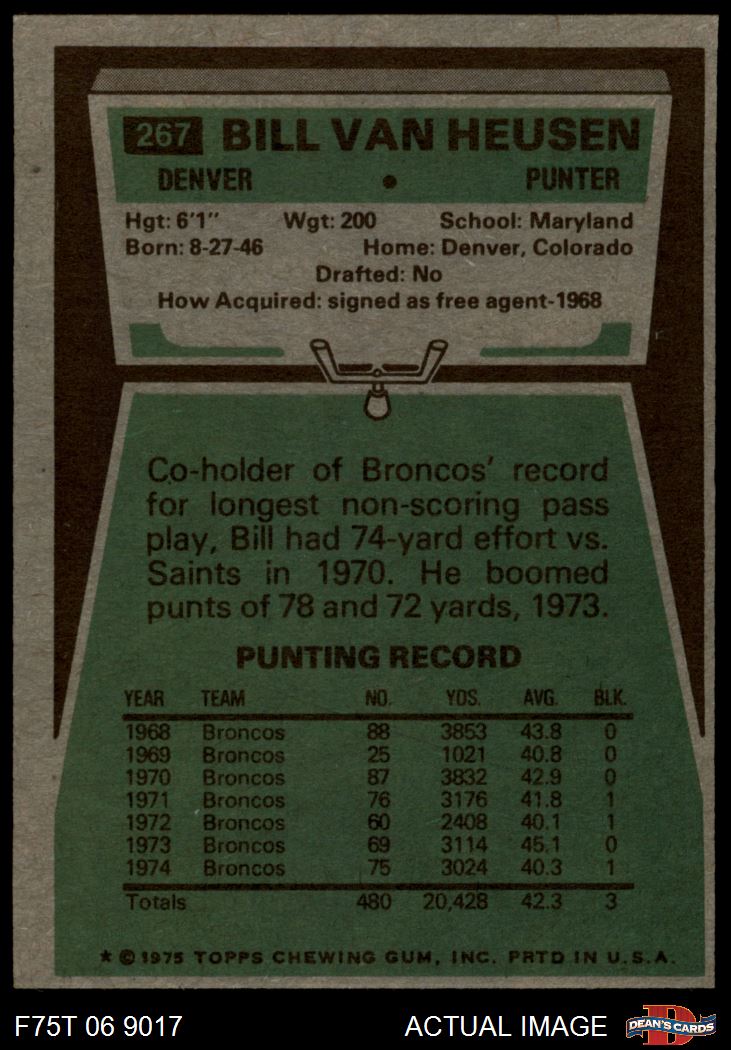 267 BILL VAN HEUSEN
DENVER • PUNTER
Hgt: 6'1" Wgt: 200 School: Maryland
Born: 8-27-46 Home: Denver, Colorado
Drafted: No
How Acquired: signed as free agent-1968
Co-holder of Broncos' record
for longest non-scoring pass
play, Bill had 74-yard effort vs.
Saints in 1970. He boomed
punts of 78 and 72 yards, 1973.
PUNTING RECORD
YEAR TEAM NO. YDS. AVG. BLK.
1968 Broncos 88 3853 43.8 0
1969 Broncos 25 1021 40.8 0
1970 Broncos 87 3832 42.9 0
1971 Broncos 76 3176 41.8 1
1972 Broncos 60 2408 40.1 1
1973 Broncos 69 3114 45.1 0
1974 Broncos 75 3024 40.3 1
Totals 480 20,428 42.3 3
* © 1975 TOPPS CHEWING GUM, INC. PRTD IN U.S.A.
F75T 06 9017 ACTUAL IMAGE D DEAN'S CARDS